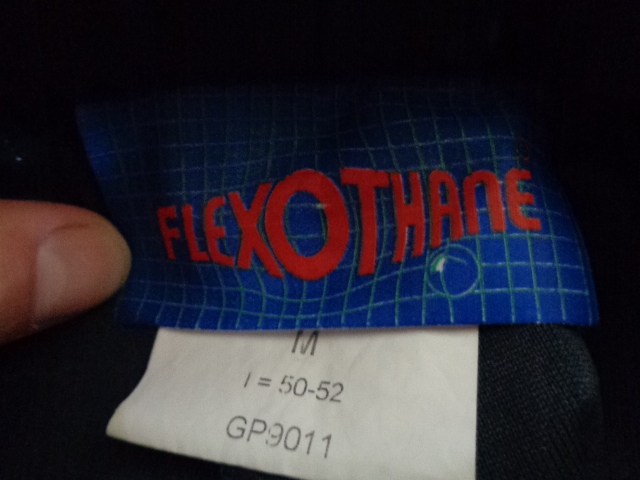 FLEXOTHANE
M
I = 50-52
GP9011